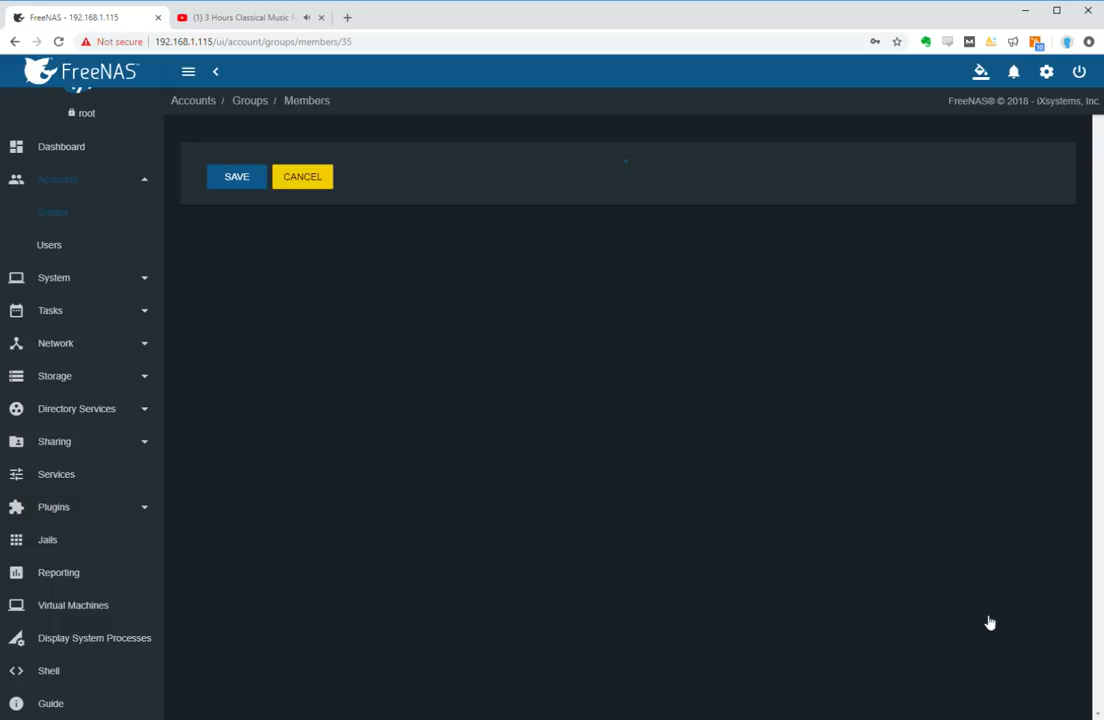 FreeNAS - 192.168.1.115
(1) 3 Hours Classical Music F
Not secure
192.168.1.115/ui/account/groups/members/35
10
FreeNAS™
root
Accounts / Groups / Members
FreeNAS® © 2018 - iXsystems, Inc.
Dashboard
Accounts
Groups
Users
System
Tasks
Network
Storage
Directory Services
Sharing
Services
Plugins
Jails
Reporting
Virtual Machines
Display System Processes
Shell
Guide
SAVE
CANCEL